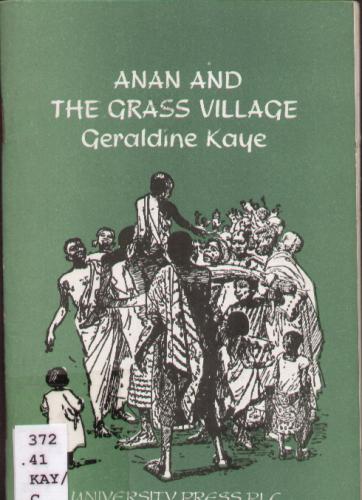 ANAN AND
THE GRASS VILLAGE
Geraldine Kaye
372
.41
KAY/
UNIVERSITY PRESS PLC